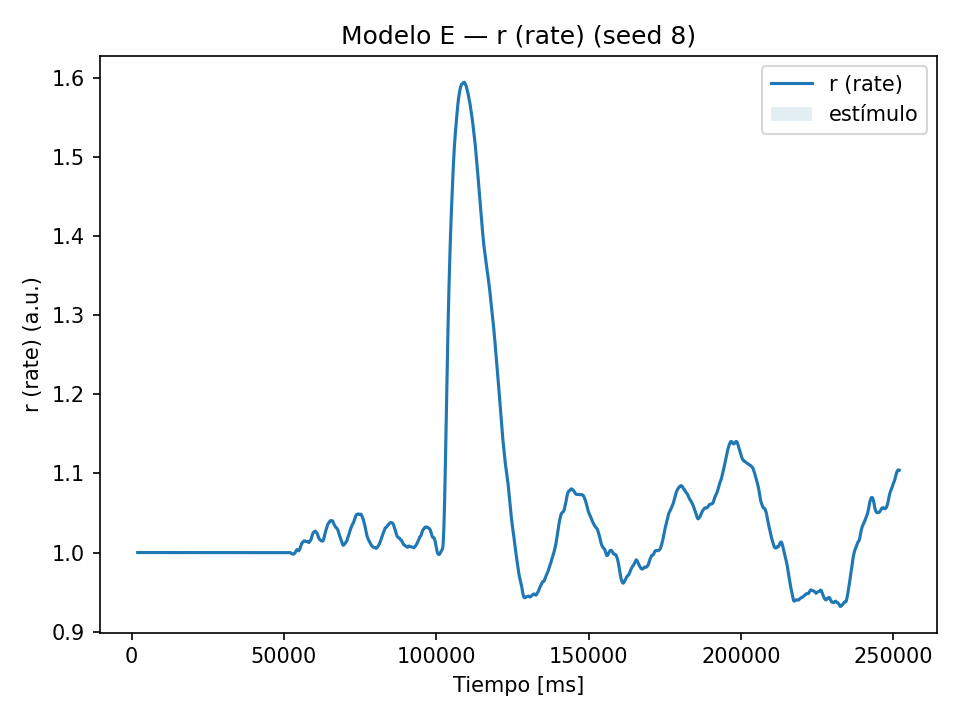 Modelo E — r (rate) (seed 8)
r (rate)
estímulo
r (rate) (a.u.)
1.6
1.5
1.4
1.3
1.2
1.1
1.0
0.9
0
50000
100000
150000
200000
250000
Tiempo [ms]